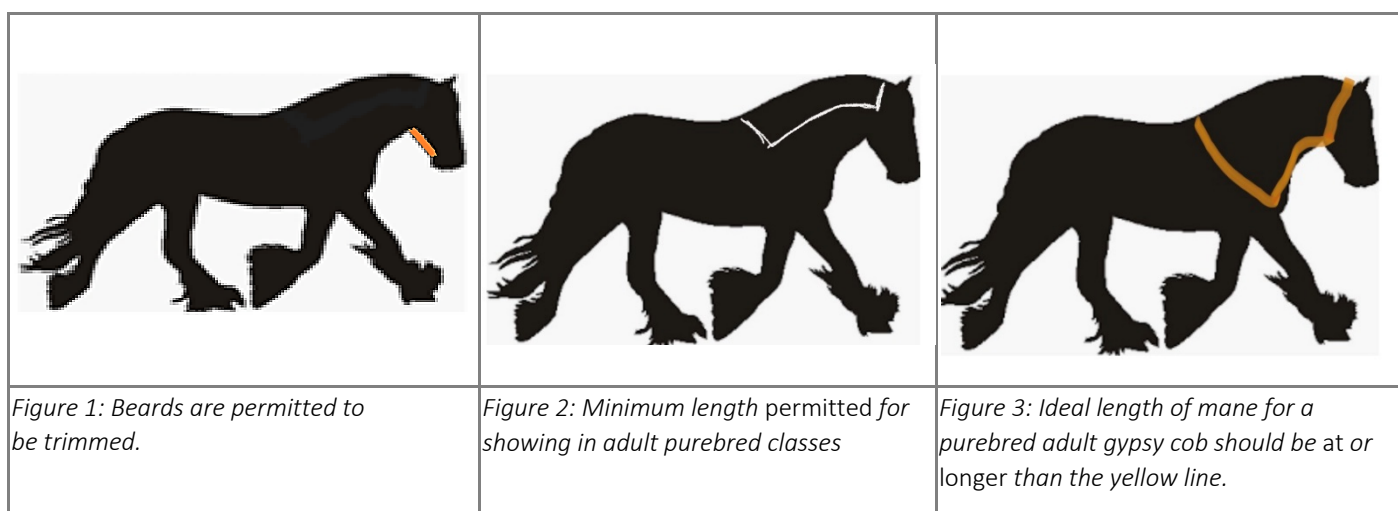 Figure 1: Beards are permitted to
be trimmed.
Figure 2: Minimum length permitted for
showing in adult purebred classes
Figure 3: Ideal length of mane for a
purebred adult gypsy cob should be at or
longer than the yellow line.